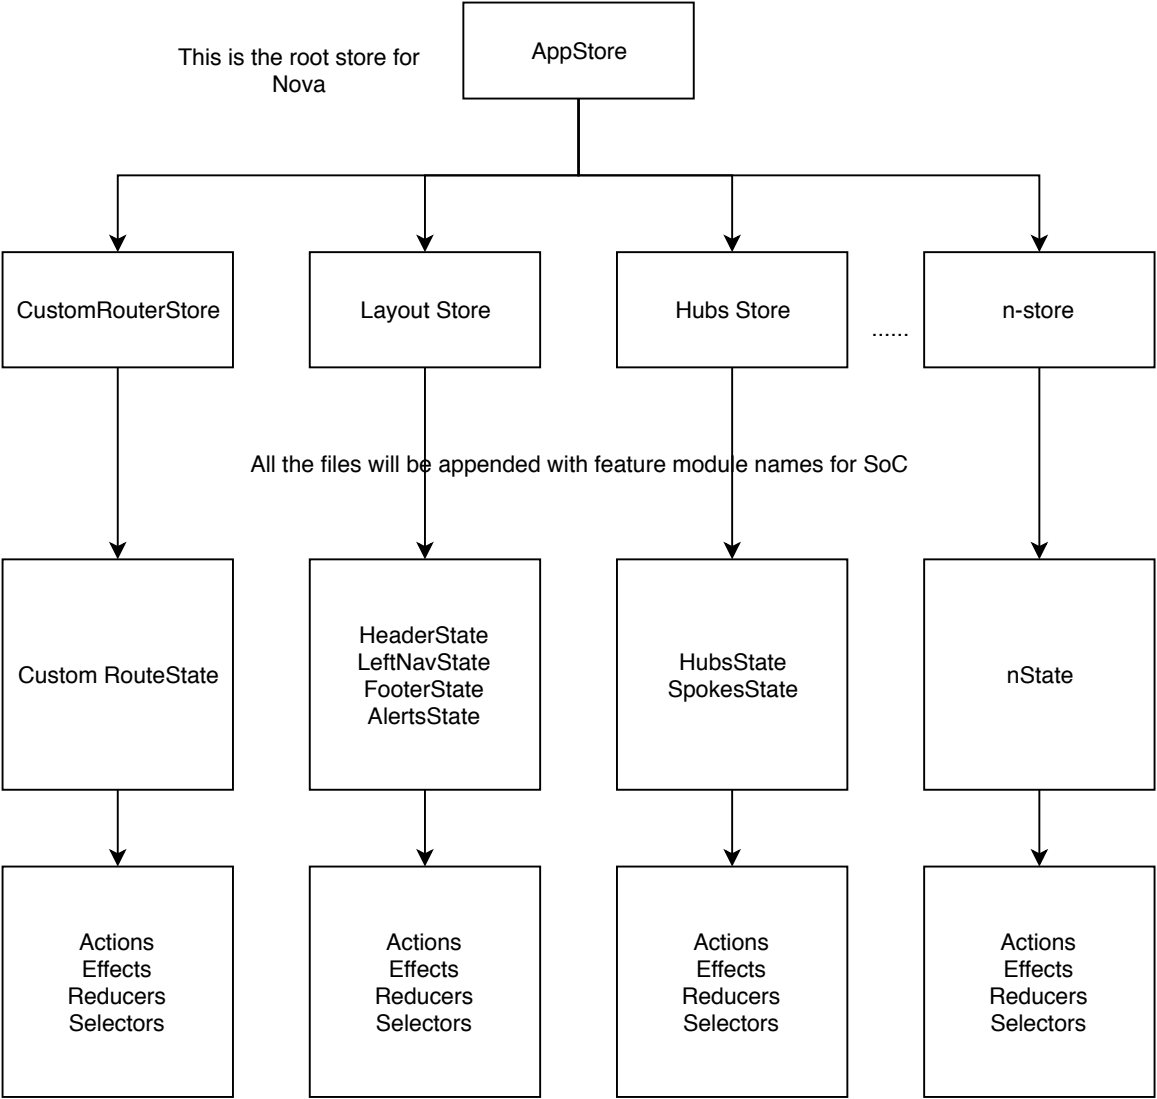 AppStore
This is the root store for
Nova
CustomRouterStore
Layout Store
Hubs Store
......
n-store
All the files will be appended with feature module names for SoC
Custom RouteState
HeaderState
LeftNavState
FooterState
AlertsState
HubsState
SpokesState
nState
Actions
Effects
Reducers
Selectors
Actions
Effects
Reducers
Selectors
Actions
Effects
Reducers
Selectors
Actions
Effects
Reducers
Selectors